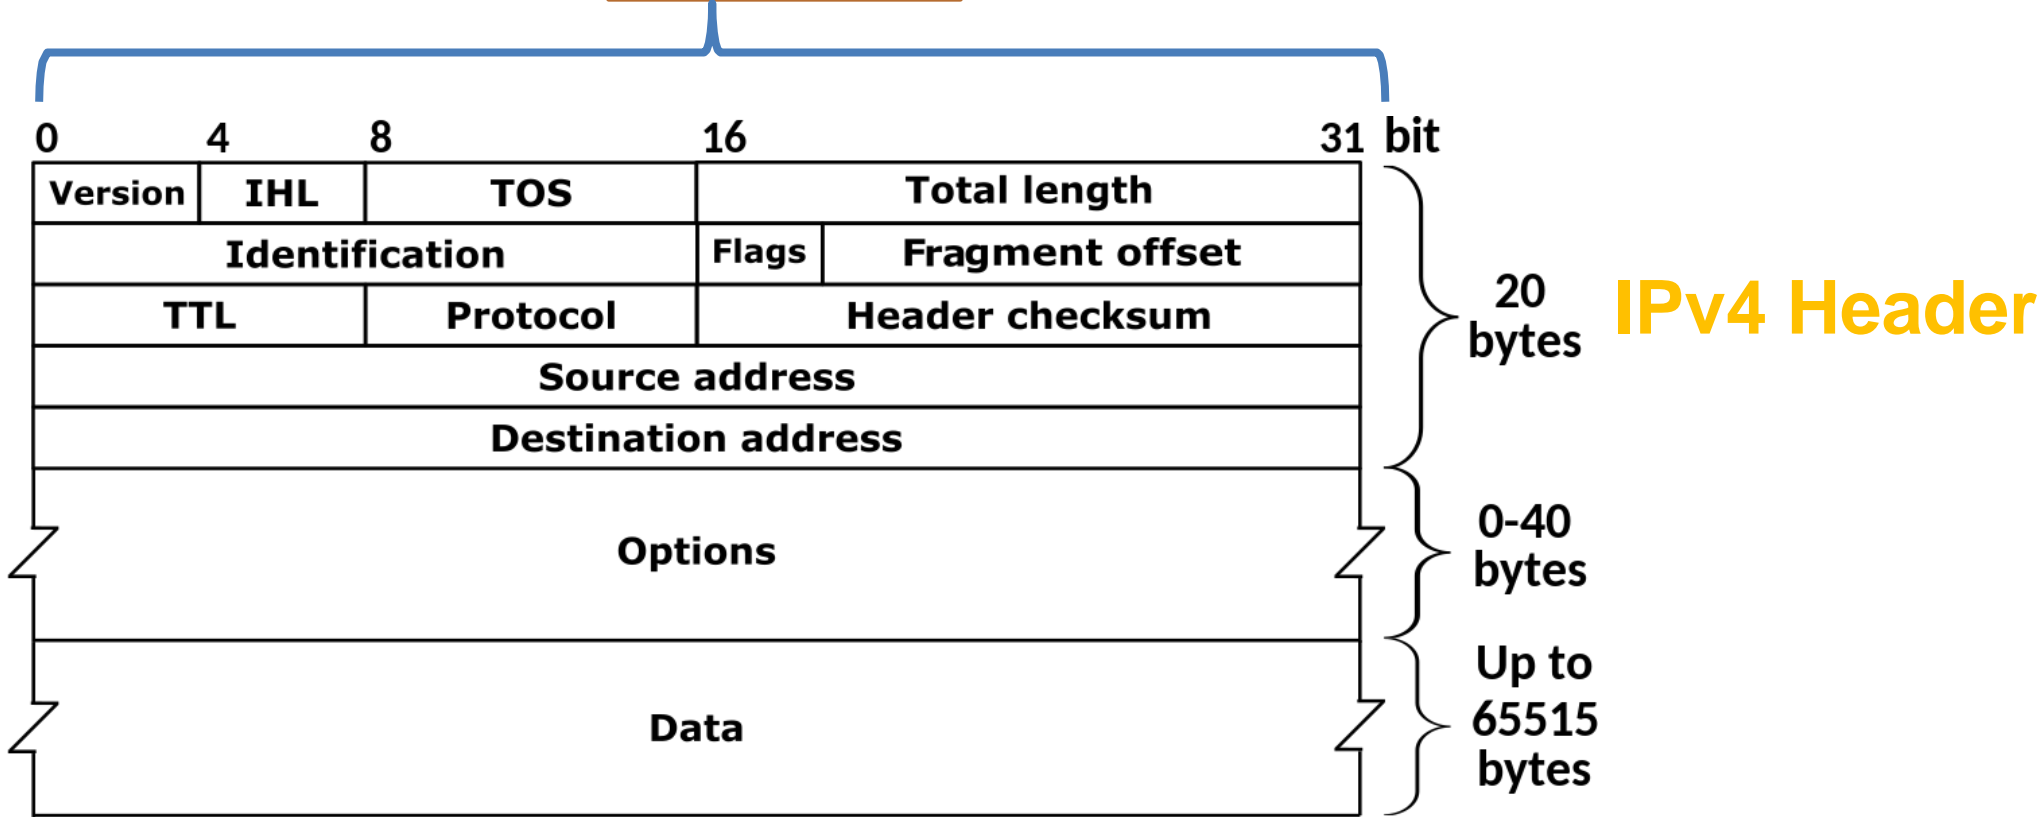 0 4 8 16 31 bit
Version IHL TOS Total length
Identification Flags Fragment offset
TTL Protocol Header checksum
Source address
Destination address
20
bytes
IPv4 Header
Options
0-40
bytes
Data
Up to
65515
bytes